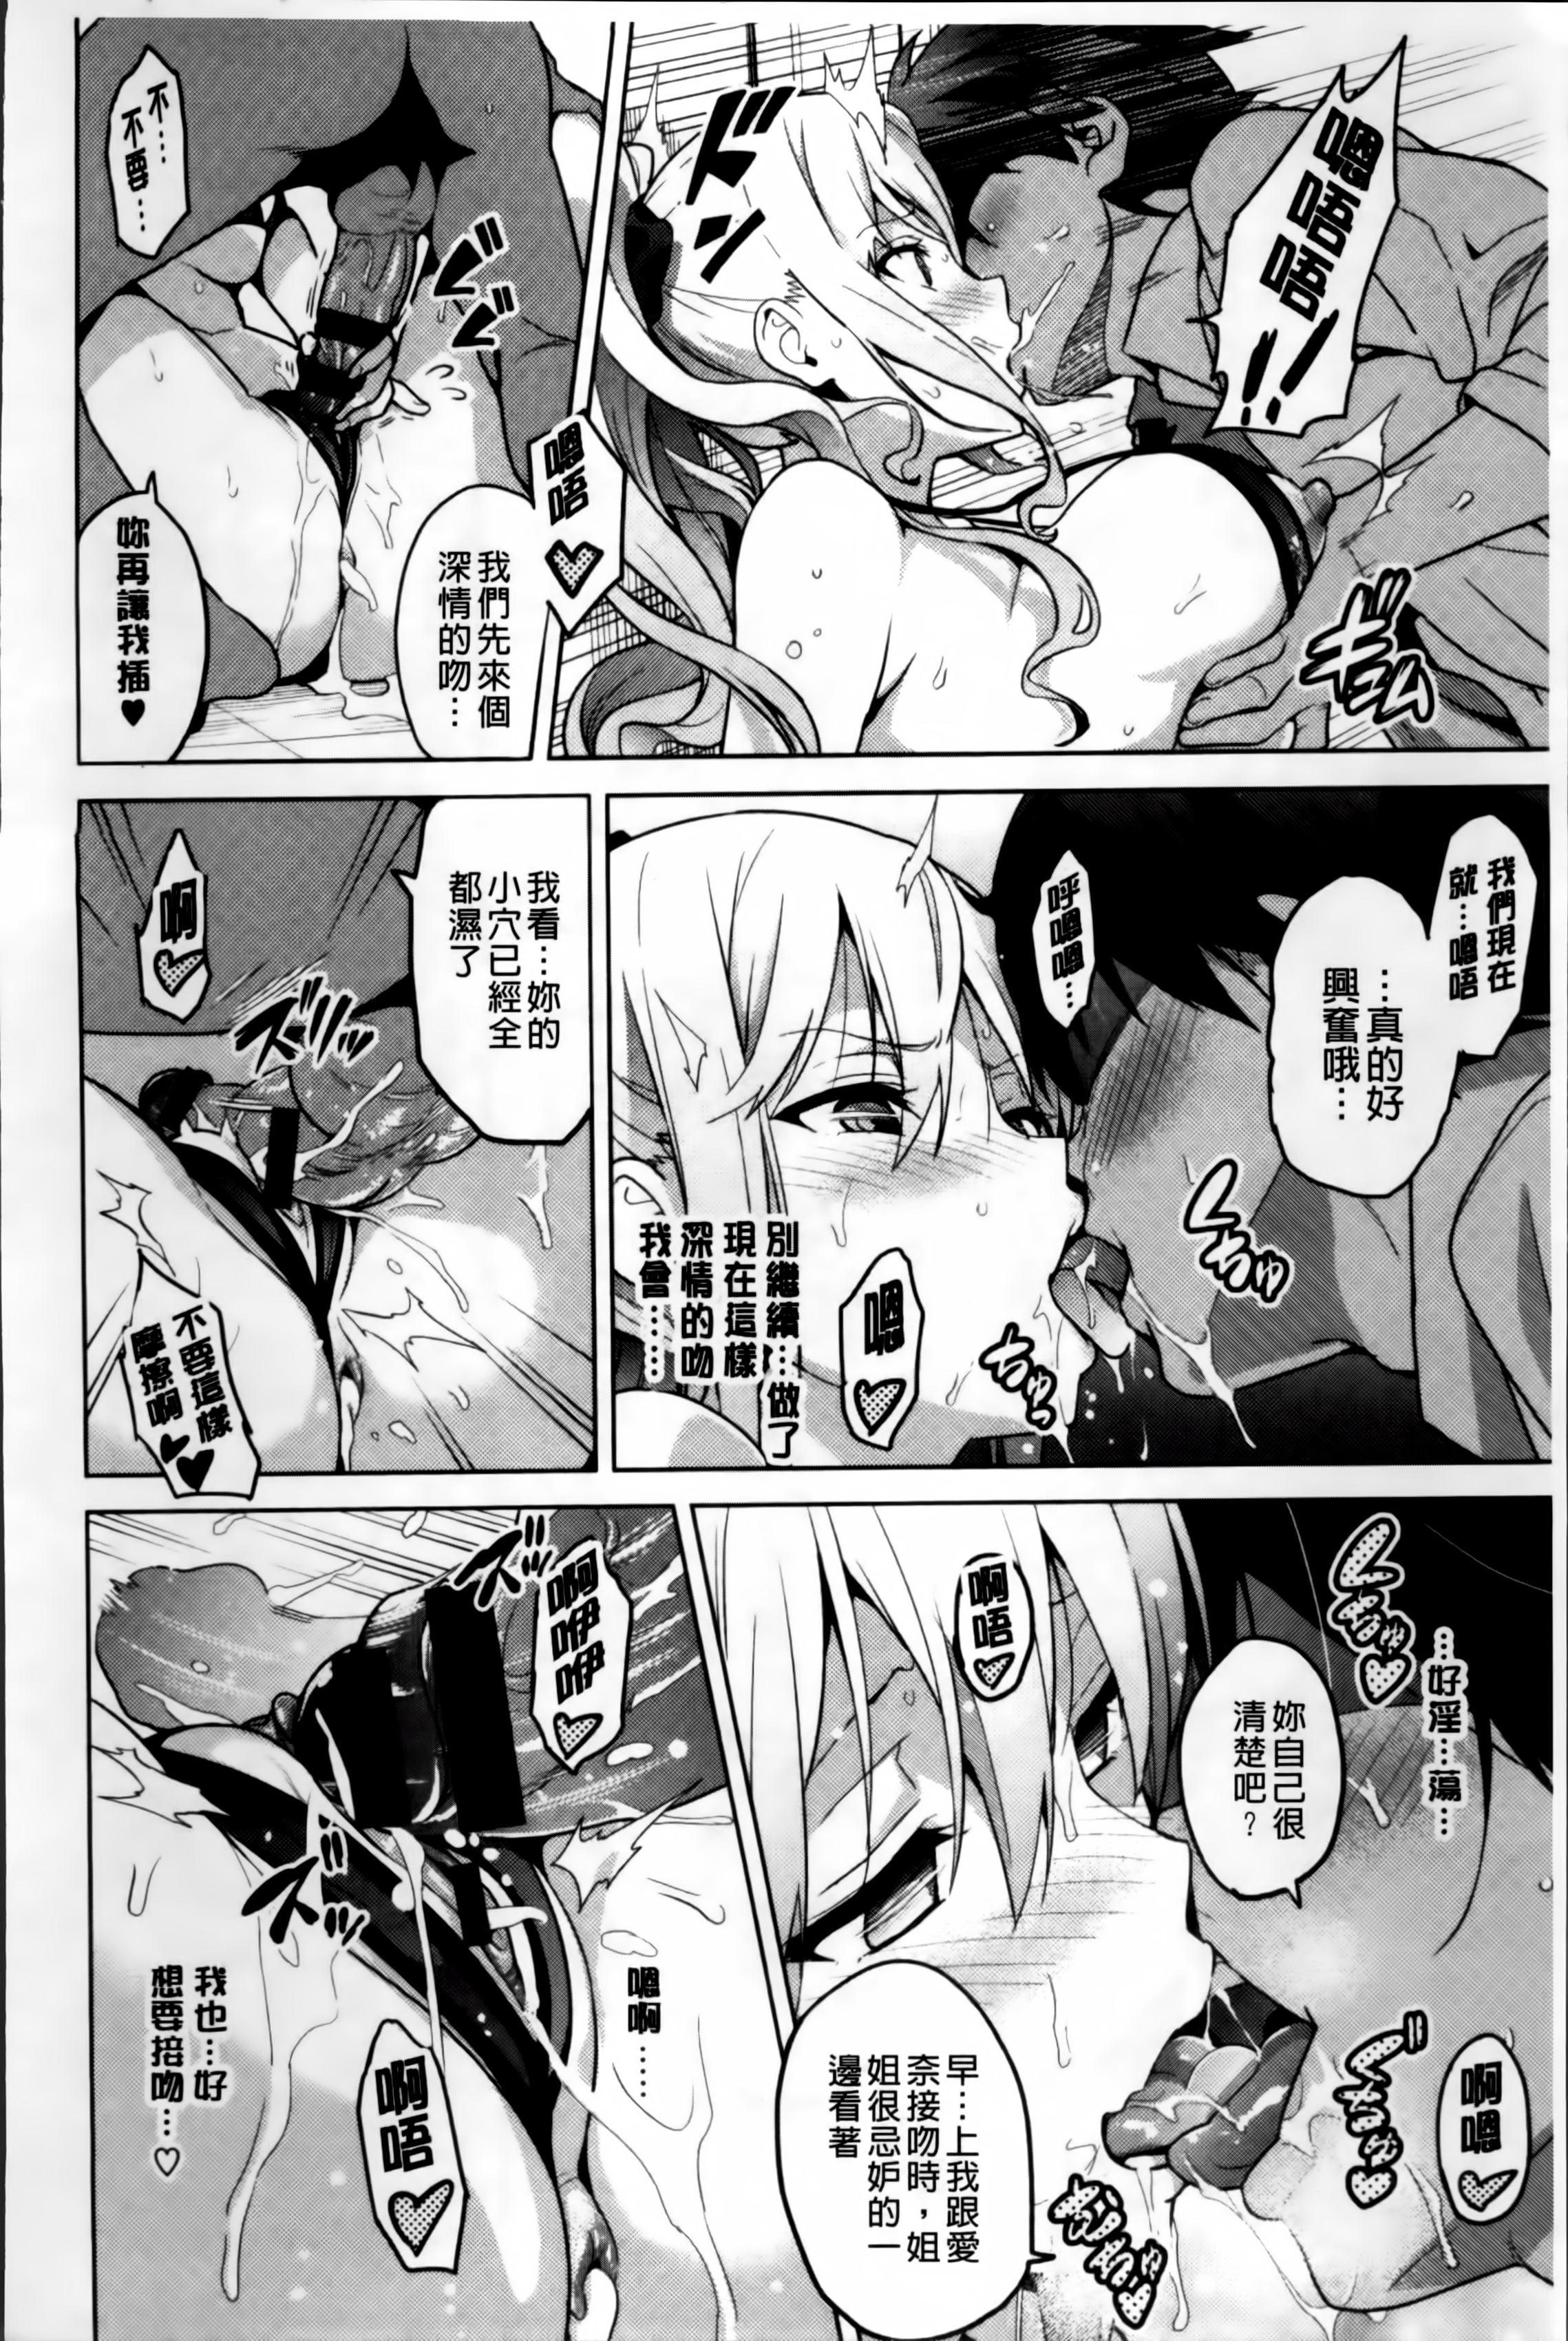 嗯唔唔!!
ドン
ギュム
嗯唔♥
我們先來個
深情的吻…
不…
不要…
ビグビグ
妳再讓我插♥
我們現在
就…嗯唔
…真的好
興奮哦…
呼嗯嗯…
くちゅ
ちゅっ
別繼續…做了
現在這樣
深情的吻
我曾……
嗯♥
我看…妳的
小穴已經全
都濕了
啊♥
ズリッ
不要這樣
摩擦啊♥♥
…好淫…蕩…
妳自己很
清楚吧?
啊唔♥
啊嗯♥
早…上我跟愛
奈接吻時,姐
姐很忌妒的一
邊看著
啊咿咿♥
嗯啊……
啊唔♥
我也…好
想要接吻…♡